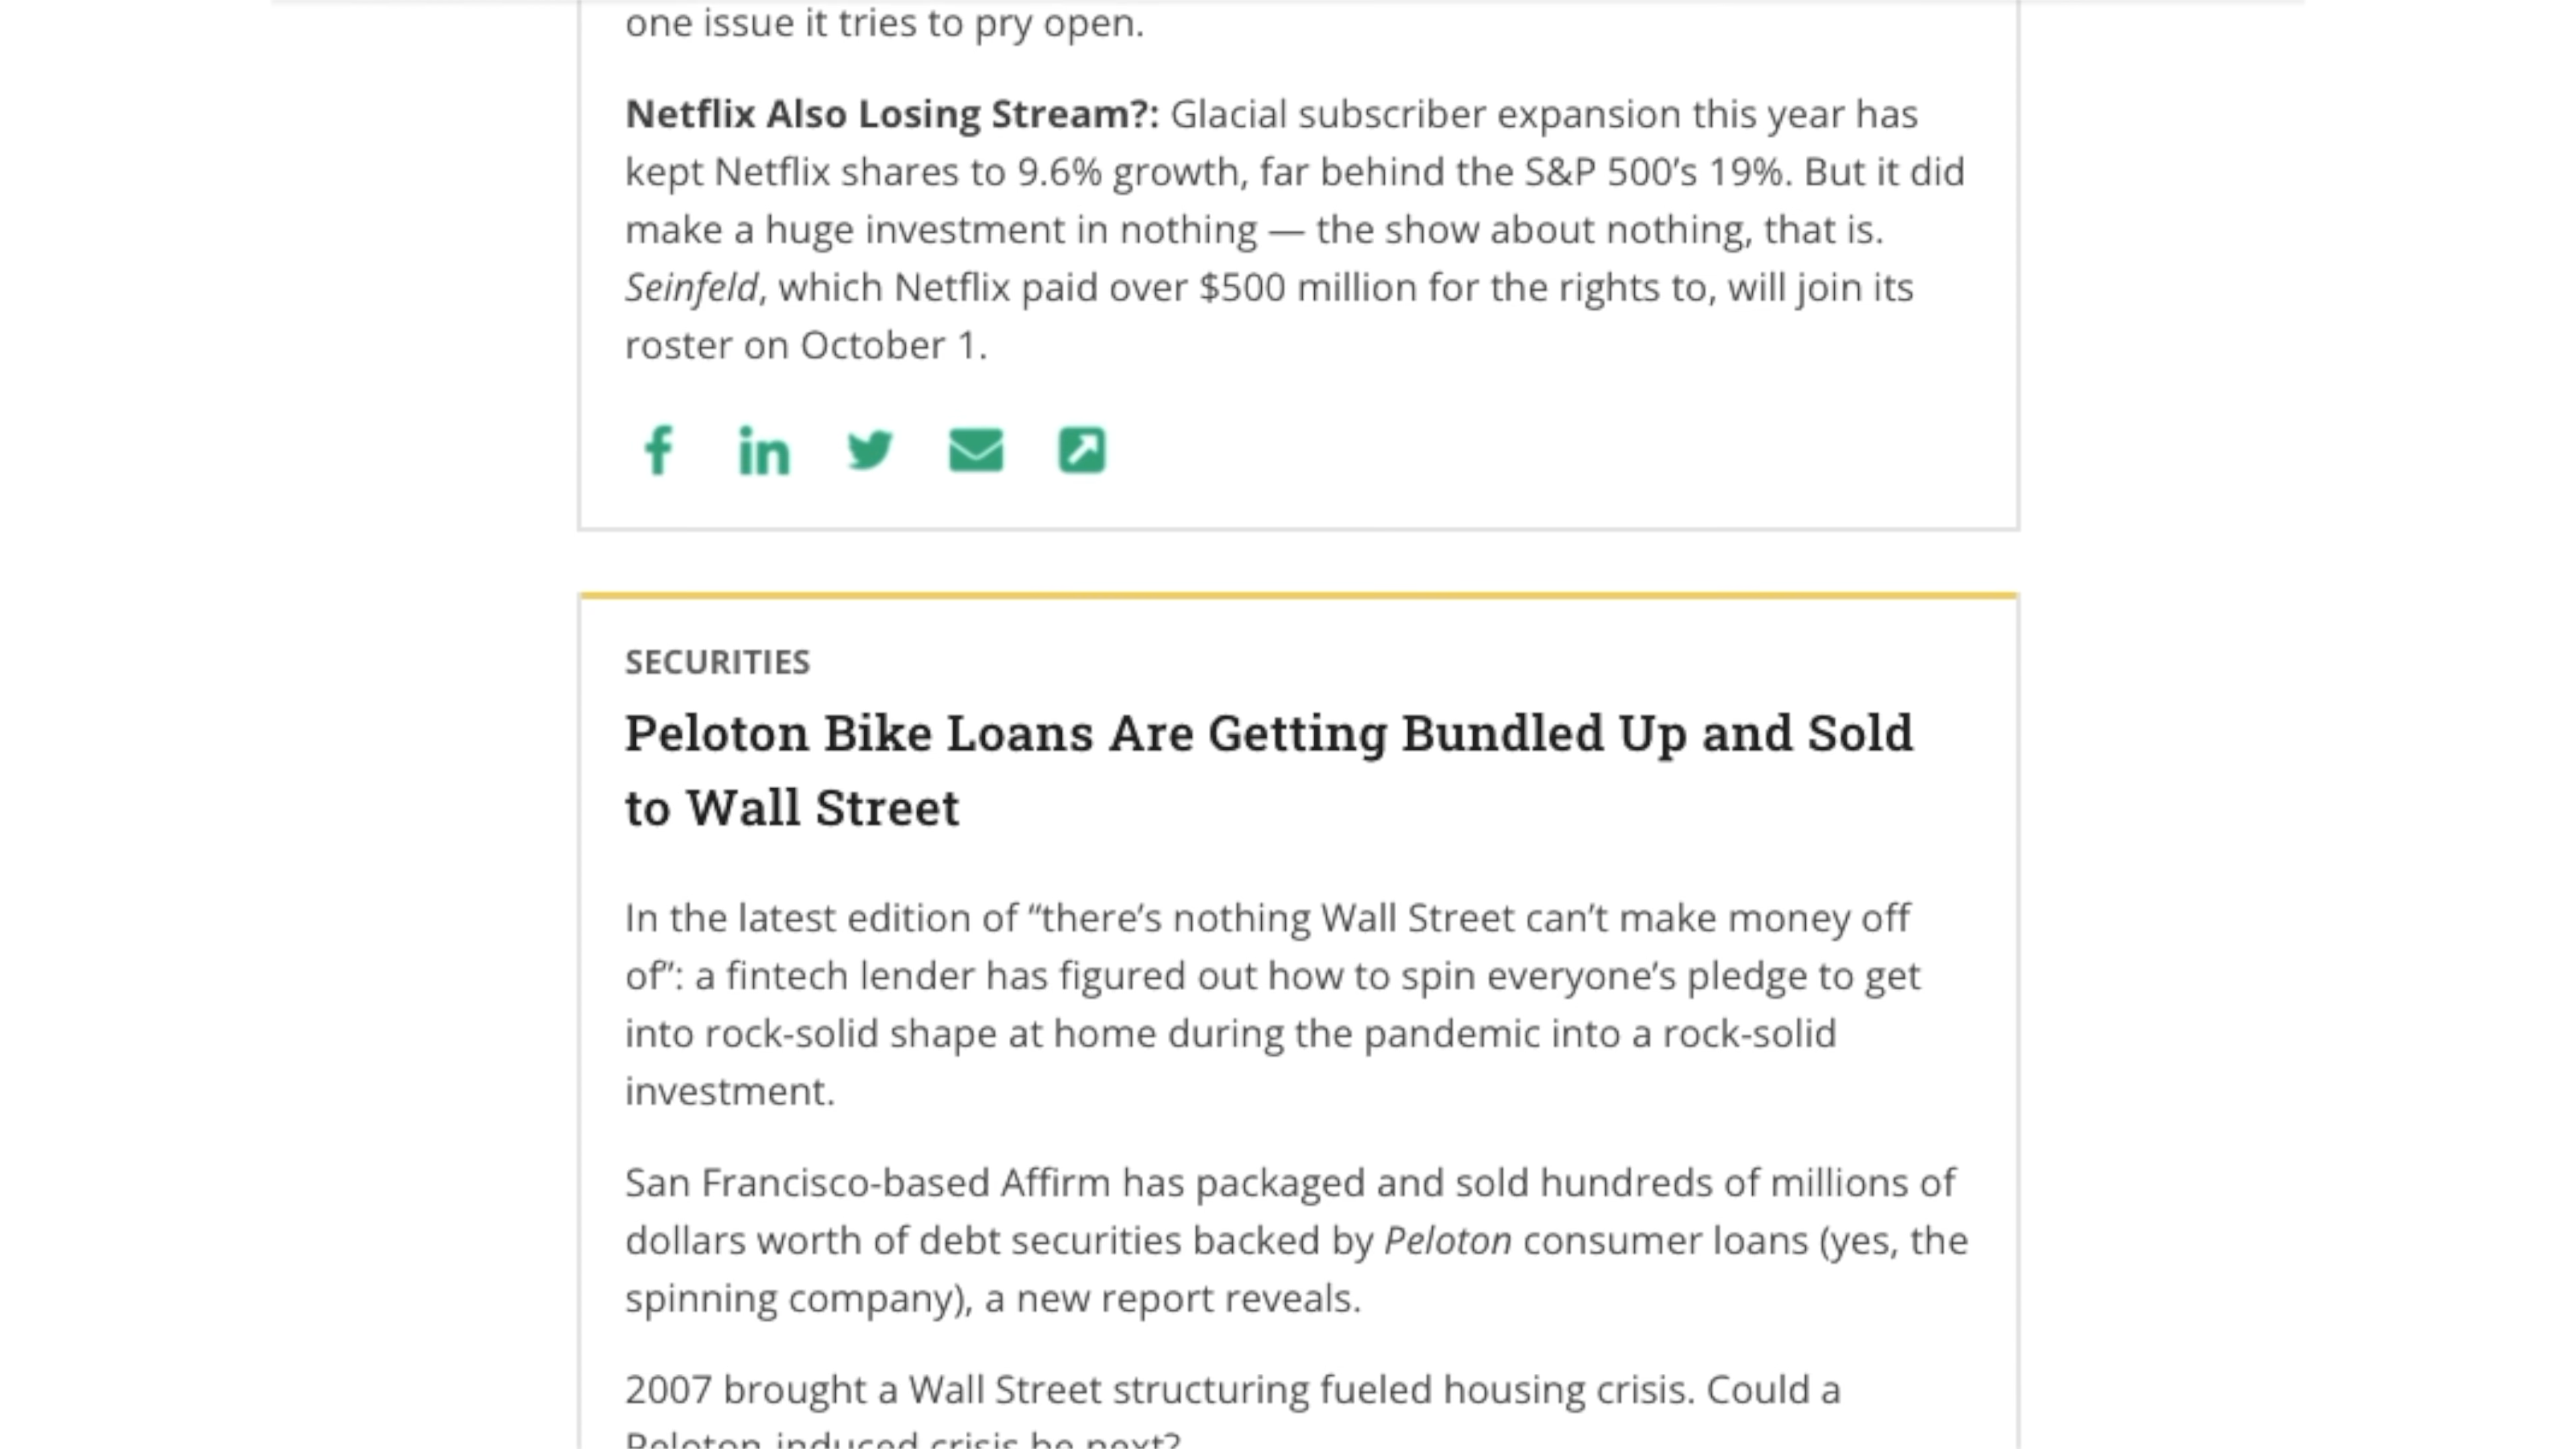 one issue it tries to pry open.
Netflix Also Losing Stream?: Glacial subscriber expansion this year has
kept Netflix shares to 9.6% growth, far behind the S&P 500’s 19%. But it did
make a huge investment in nothing — the show about nothing, that is.
Seinfeld, which Netflix paid over $500 million for the rights to, will join its
roster on October 1.
SECURITIES
Peloton Bike Loans Are Getting Bundled Up and Sold
to Wall Street
In the latest edition of “there’s nothing Wall Street can’t make money off
of”: a fintech lender has figured out how to spin everyone’s pledge to get
into rock-solid shape at home during the pandemic into a rock-solid
investment.
San Francisco-based Affirm has packaged and sold hundreds of millions of
dollars worth of debt securities backed by Peloton consumer loans (yes, the
spinning company), a new report reveals.
2007 brought a Wall Street structuring fueled housing crisis. Could a
Peloton-induced crisis be next?